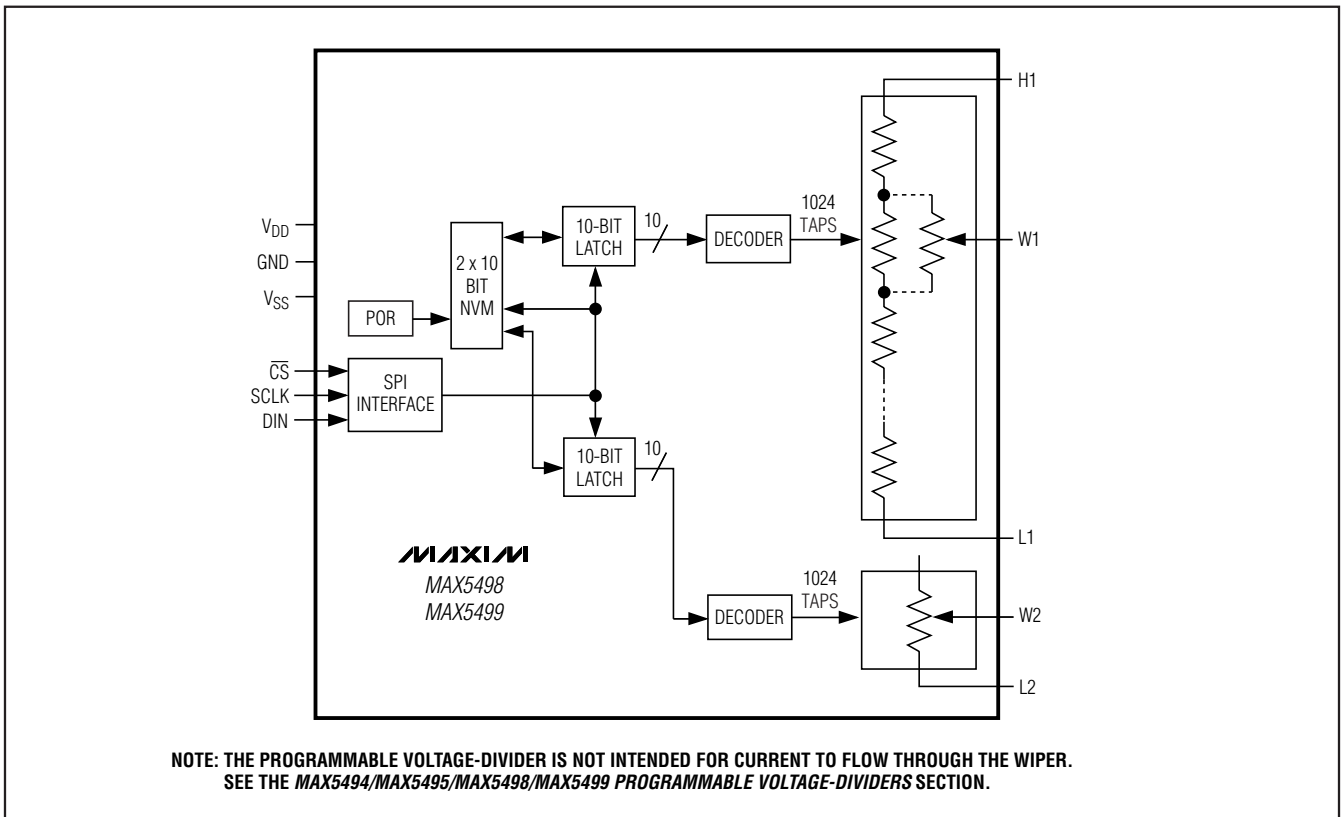 H1
1024
TAPS
10-BIT
LATCH
10
DECODER
W1
VDD
GND
VSS
2 x 10
BIT
NVM
POR
CS
SCLK
DIN
SPI
INTERFACE
10-BIT
LATCH
10
L1
MAXIM
MAX5498
MAX5499
1024
TAPS
DECODER
W2
L2
NOTE: THE PROGRAMMABLE VOLTAGE-DIVIDER IS NOT INTENDED FOR CURRENT TO FLOW THROUGH THE WIPER.
SEE THE MAX5494/MAX5495/MAX5498/MAX5499 PROGRAMMABLE VOLTAGE-DIVIDERS SECTION.